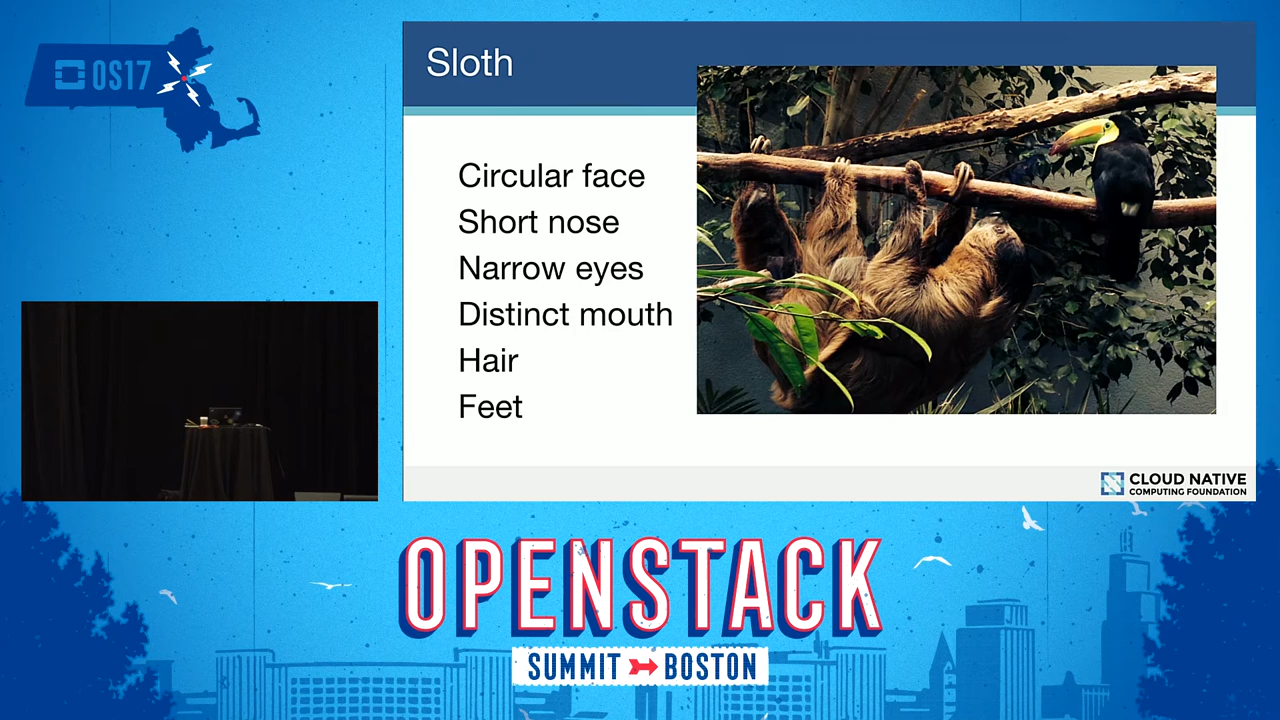 OS17
Sloth
Circular face
Short nose
Narrow eyes
Distinct mouth
Hair
Feet
CLOUD NATIVE
COMPUTING FOUNDATION
OPENSTACK
SUMMIT BOSTON